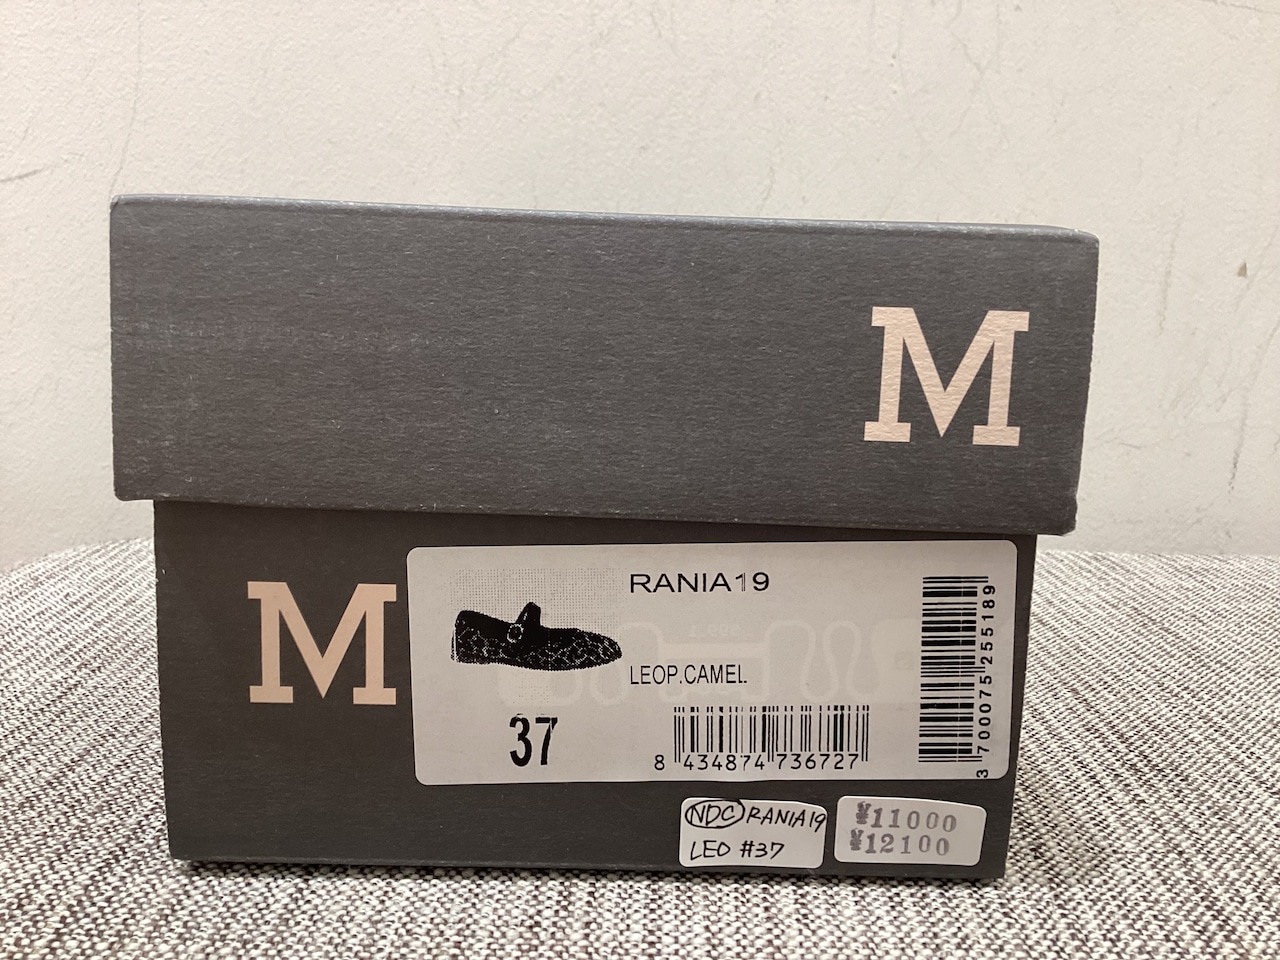 M
M
RANIA19
LEOP.CAMEL.
37
8 434874 736727
3 700075 255189
NDC RANIA19
LEO #37
¥11000
¥12100